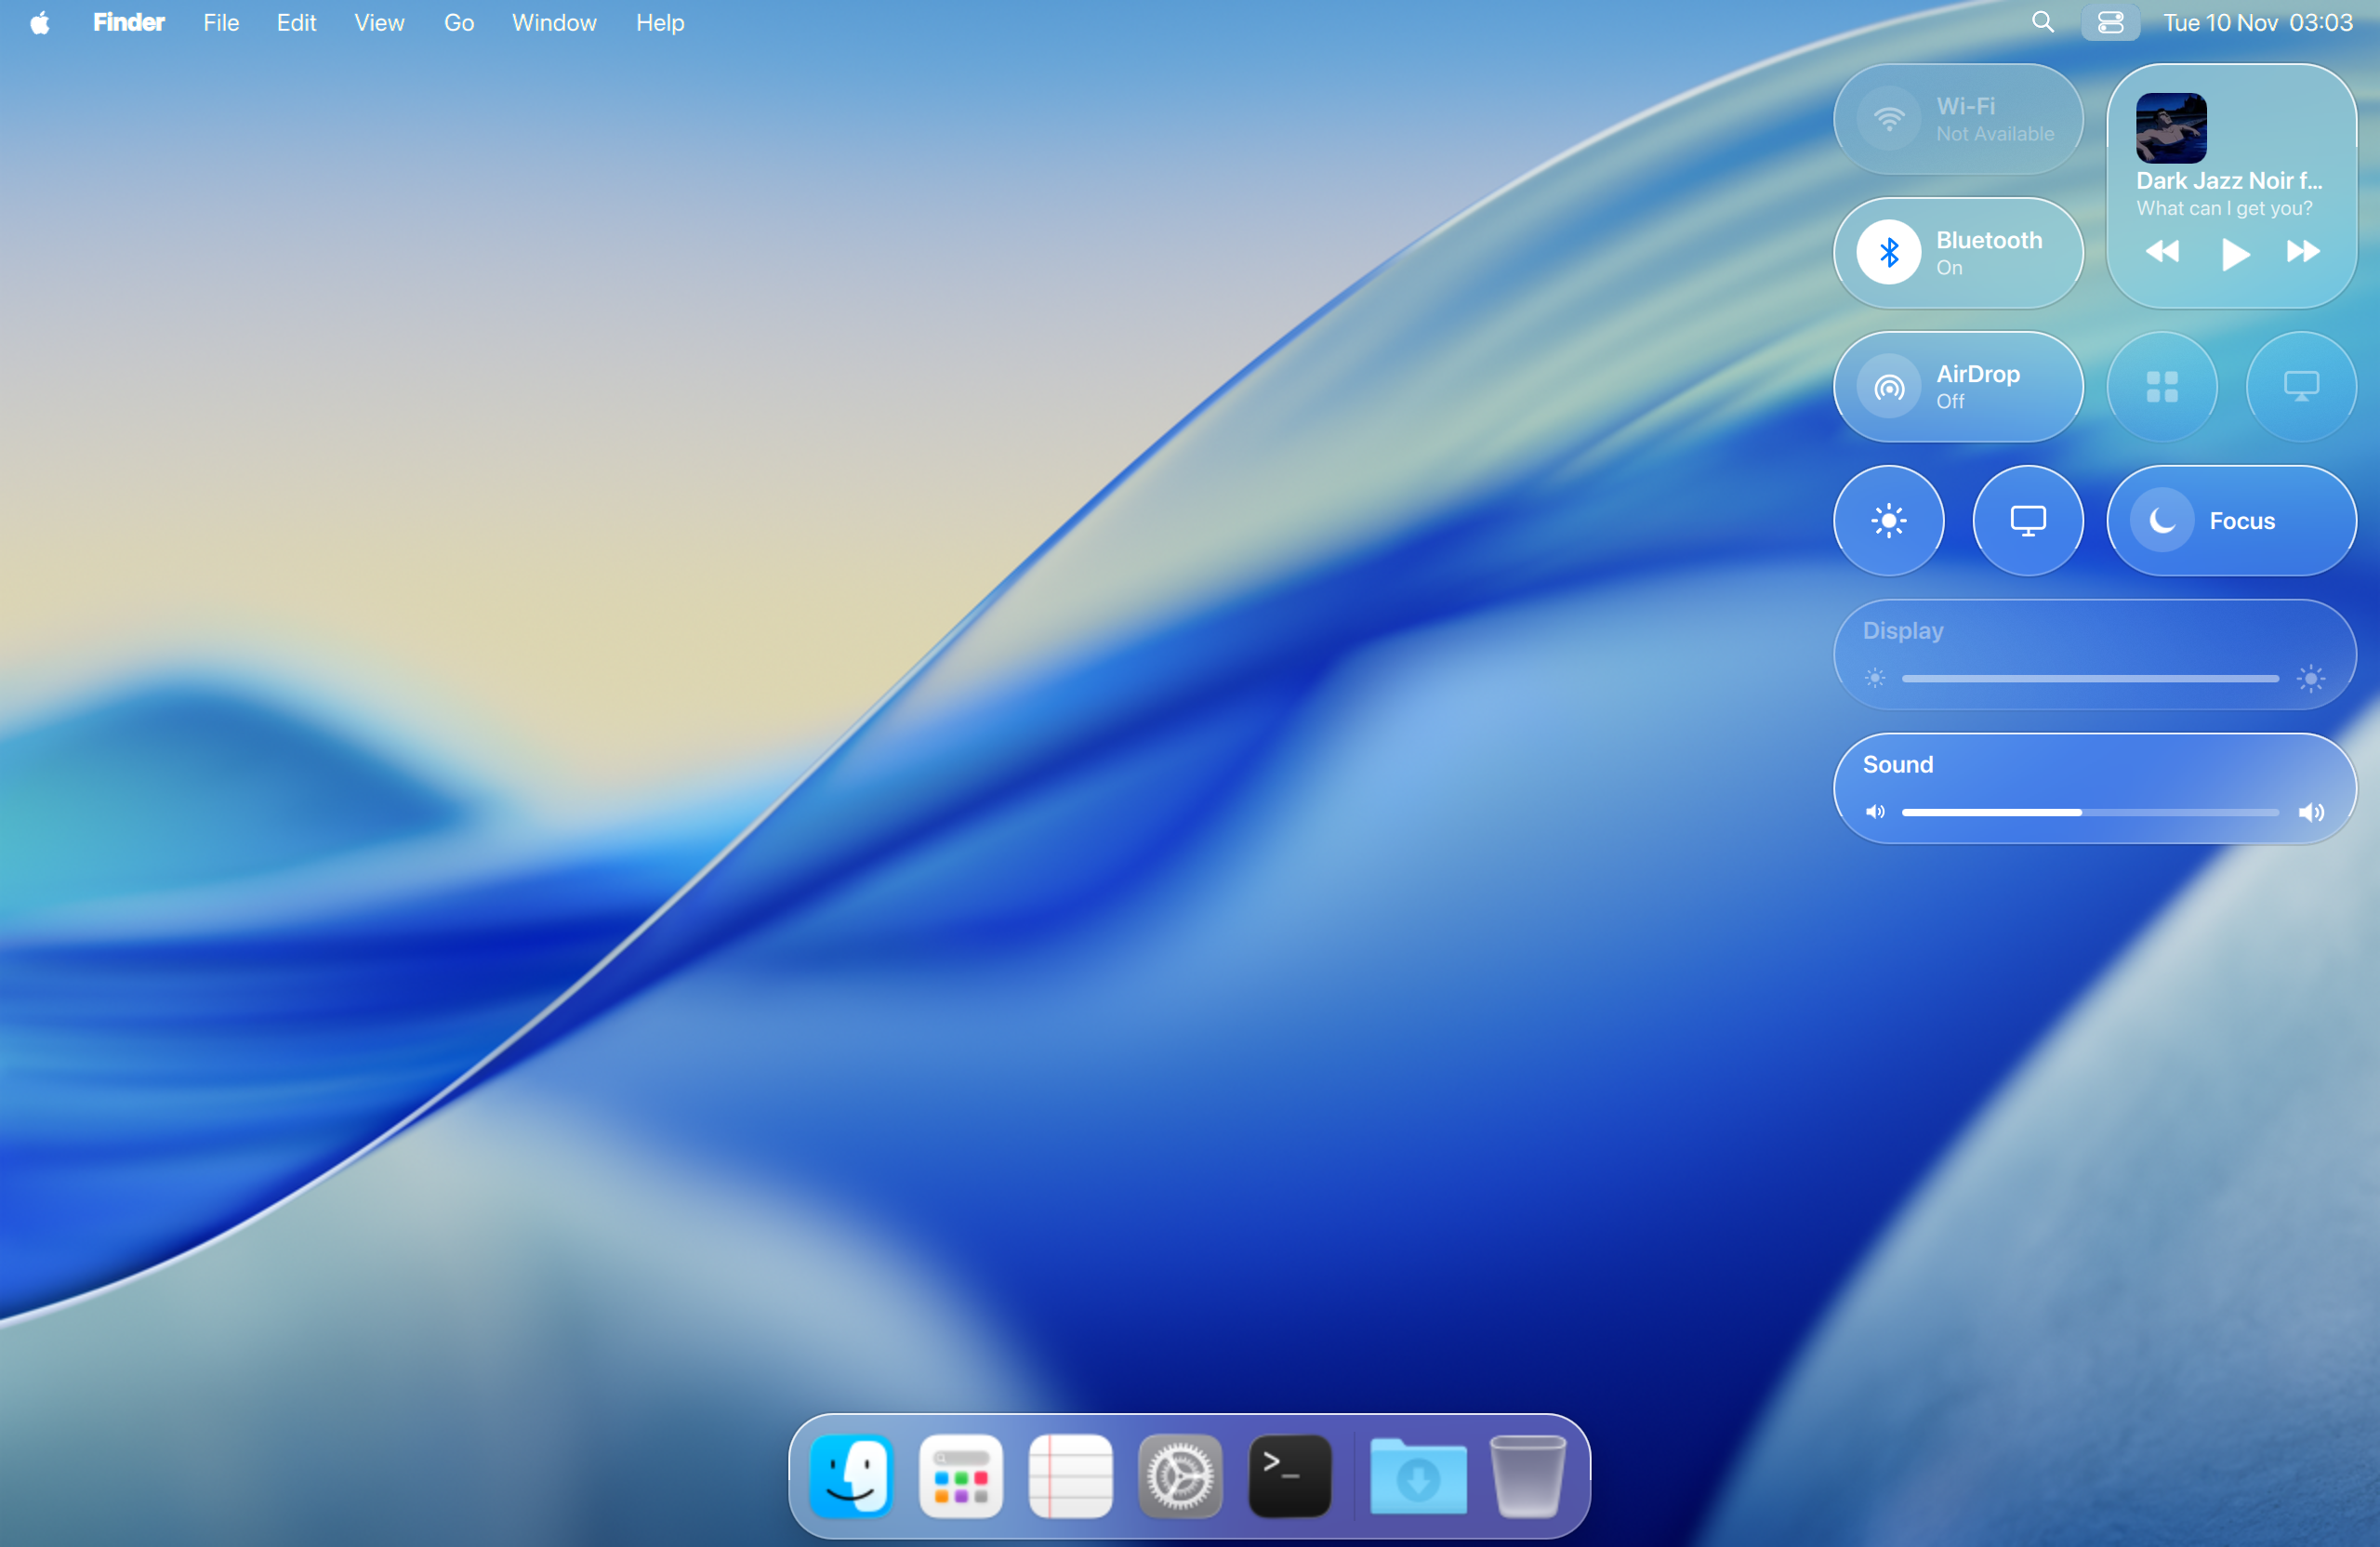 Finder File Edit View Go Window Help
Tue 10 Nov 03:03
Wi-Fi
Not Available
Dark Jazz Noir f...
What can I get you?
Bluetooth
On
AirDrop
Off
Focus
Display
Sound
>_